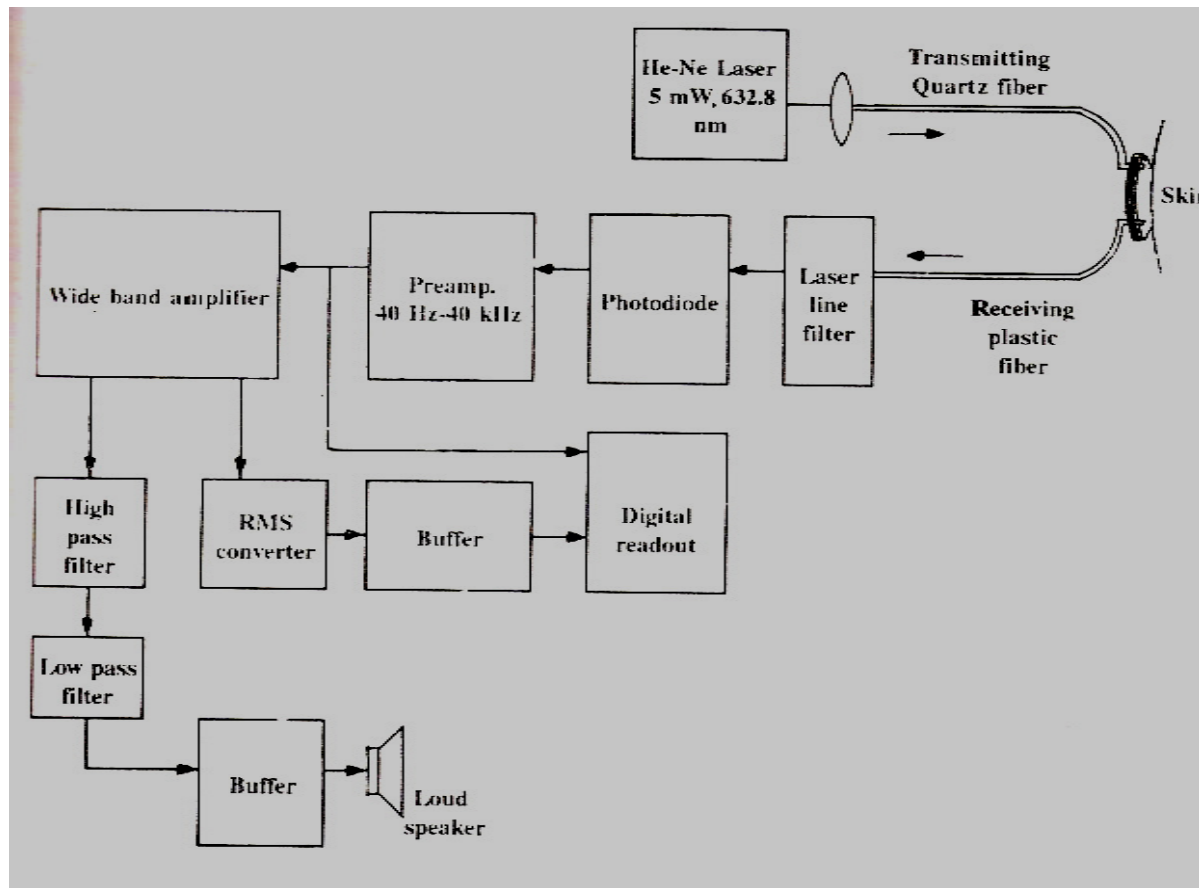 He-Ne Laser
5 mW, 632.8
nm
Transmitting
Quartz fiber
Skin
Wide band amplifier
Preamp.
40 Hz-40 kHz
Photodiode
Laser
line
filter
Receiving
plastic
fiber
High
pass
filter
RMS
converter
Buffer
Digital
readout
Low pass
filter
Buffer
Loud
speaker